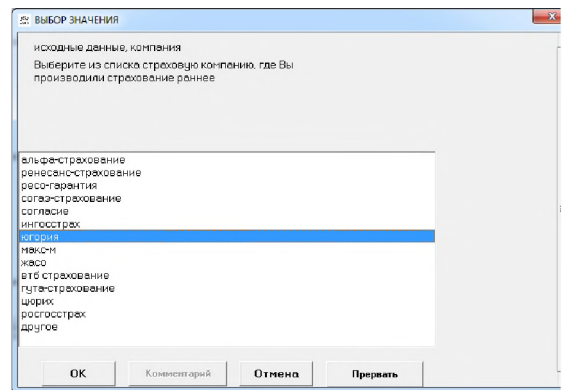 ВЫБОР ЗНАЧЕНИЯ
исходные данные, компания
Выберите из списка страховую компанию, где Вы
производили страхование раннее
альфа-страхование
ренесанс-страхование
ресо-гарантия
согаз-страхование
согласие
ингосстрах
югория
макс-м
жасо
втб страхование
гута-страхование
цюрих
росгосстрах
другое
OK Комментарий Отмена Прервать